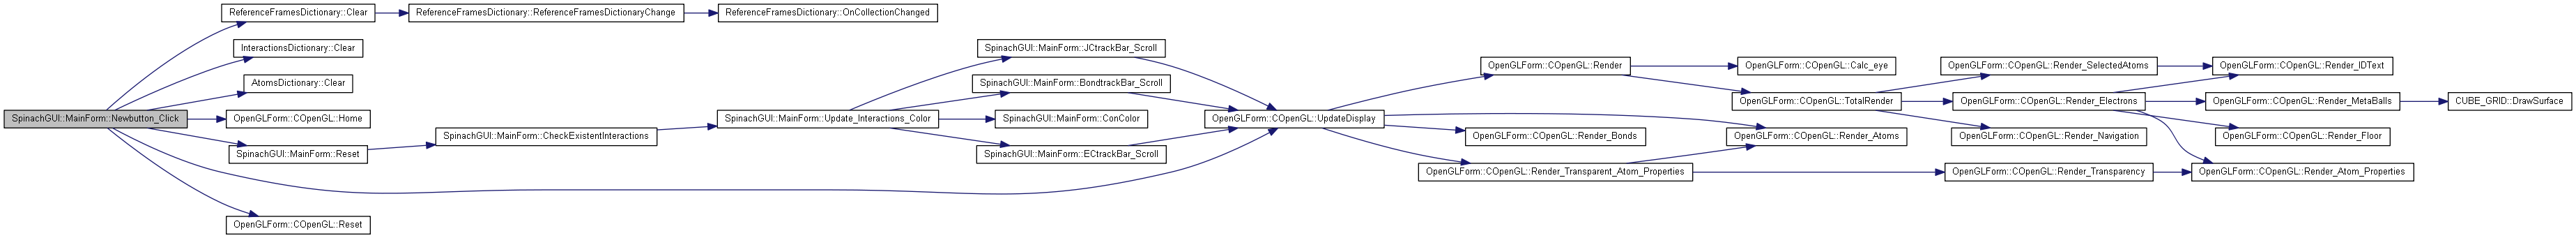 SpinachGUI::MainForm::Newbutton_Click
ReferenceFramesDictionary::Clear
ReferenceFramesDictionary::ReferenceFramesDictionaryChange
ReferenceFramesDictionary::OnCollectionChanged
InteractionsDictionary::Clear
AtomsDictionary::Clear
OpenGLForm::COpenGL::Home
SpinachGUI::MainForm::Reset
OpenGLForm::COpenGL::Reset
SpinachGUI::MainForm::CheckExistentInteractions
SpinachGUI::MainForm::Update_Interactions_Color
SpinachGUI::MainForm::JCtrackBar_Scroll
SpinachGUI::MainForm::BondtrackBar_Scroll
SpinachGUI::MainForm::ConColor
SpinachGUI::MainForm::ECtrackBar_Scroll
OpenGLForm::COpenGL::UpdateDisplay
OpenGLForm::COpenGL::Render
OpenGLForm::COpenGL::Render_Bonds
OpenGLForm::COpenGL::Render_Transparent_Atom_Properties
OpenGLForm::COpenGL::Calc_eye
OpenGLForm::COpenGL::TotalRender
OpenGLForm::COpenGL::Render_Atoms
OpenGLForm::COpenGL::Render_SelectedAtoms
OpenGLForm::COpenGL::Render_Electrons
OpenGLForm::COpenGL::Render_Navigation
OpenGLForm::COpenGL::Render_Transparency
OpenGLForm::COpenGL::Render_IDText
OpenGLForm::COpenGL::Render_MetaBalls
OpenGLForm::COpenGL::Render_Floor
OpenGLForm::COpenGL::Render_Atom_Properties
CUBE_GRID::DrawSurface